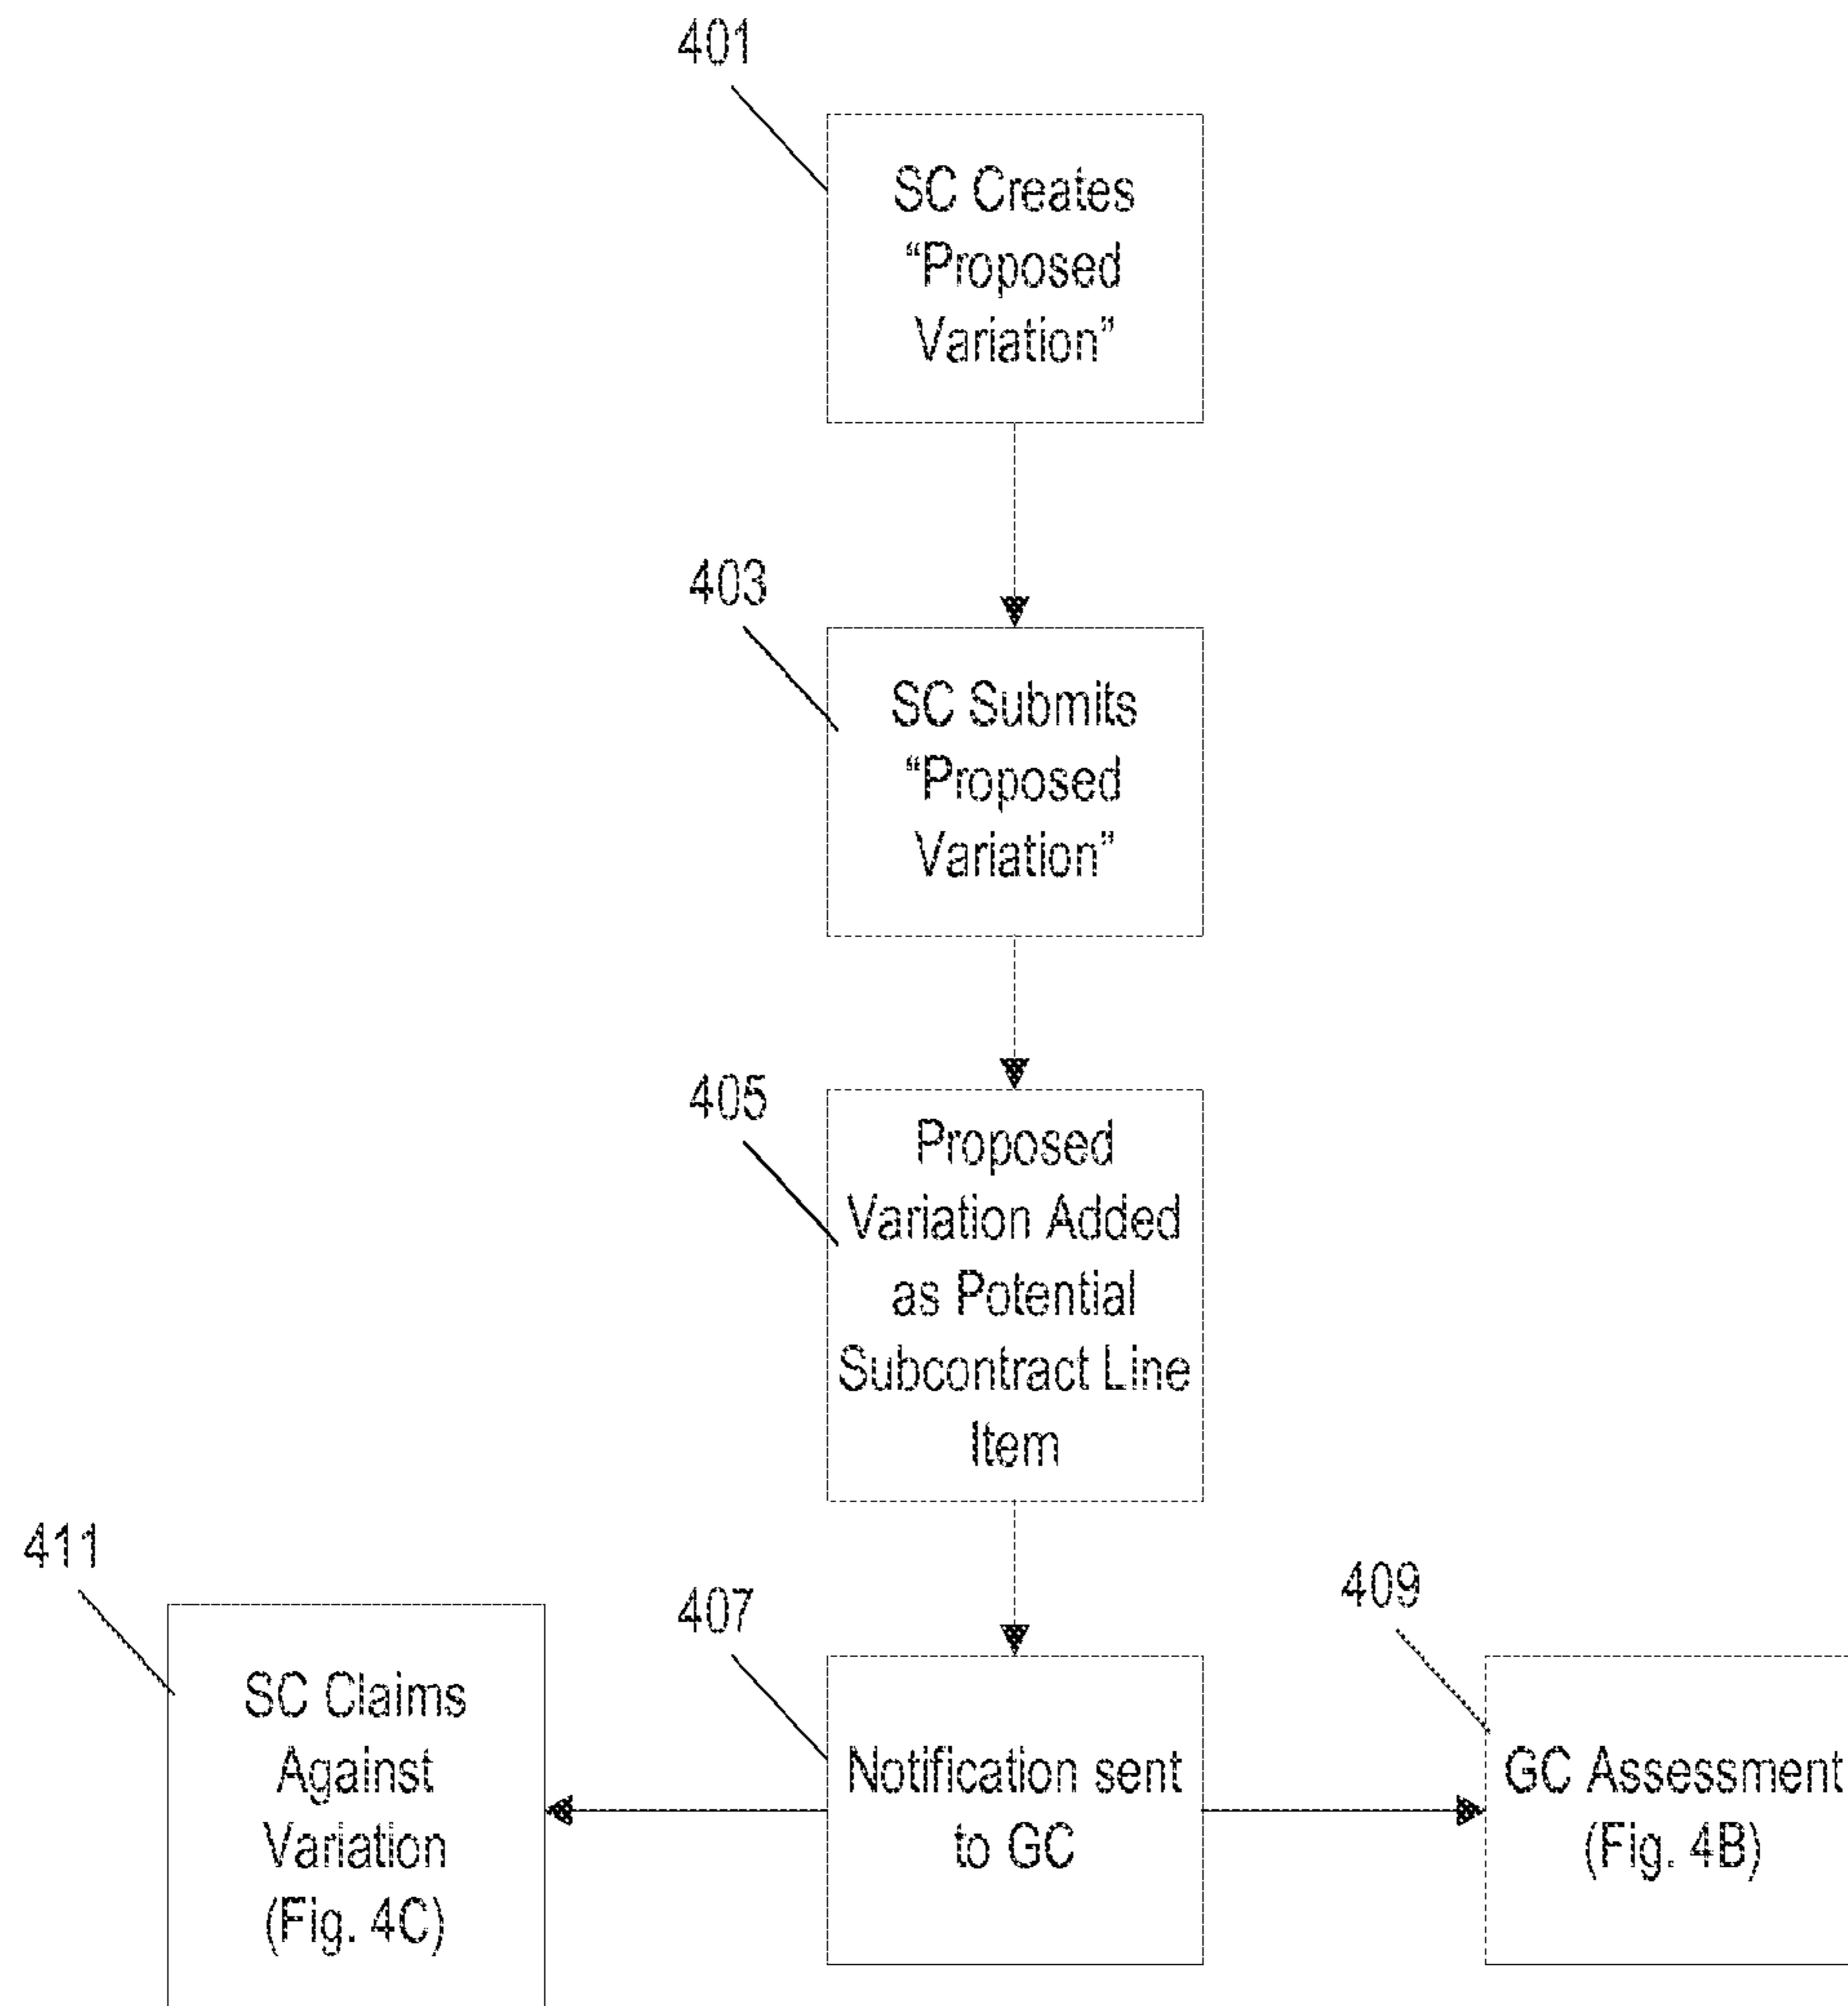 401
SC Creates
“Proposed
Variation”
403
SC Submits
“Proposed
Variation”
405
Proposed
Variation Added
as Potential
Subcontract Line
Item
411
SC Claims
Against
Variation
(Fig. 4C)
407
Notification sent
to GC
409
GC Assessment
(Fig. 4B)